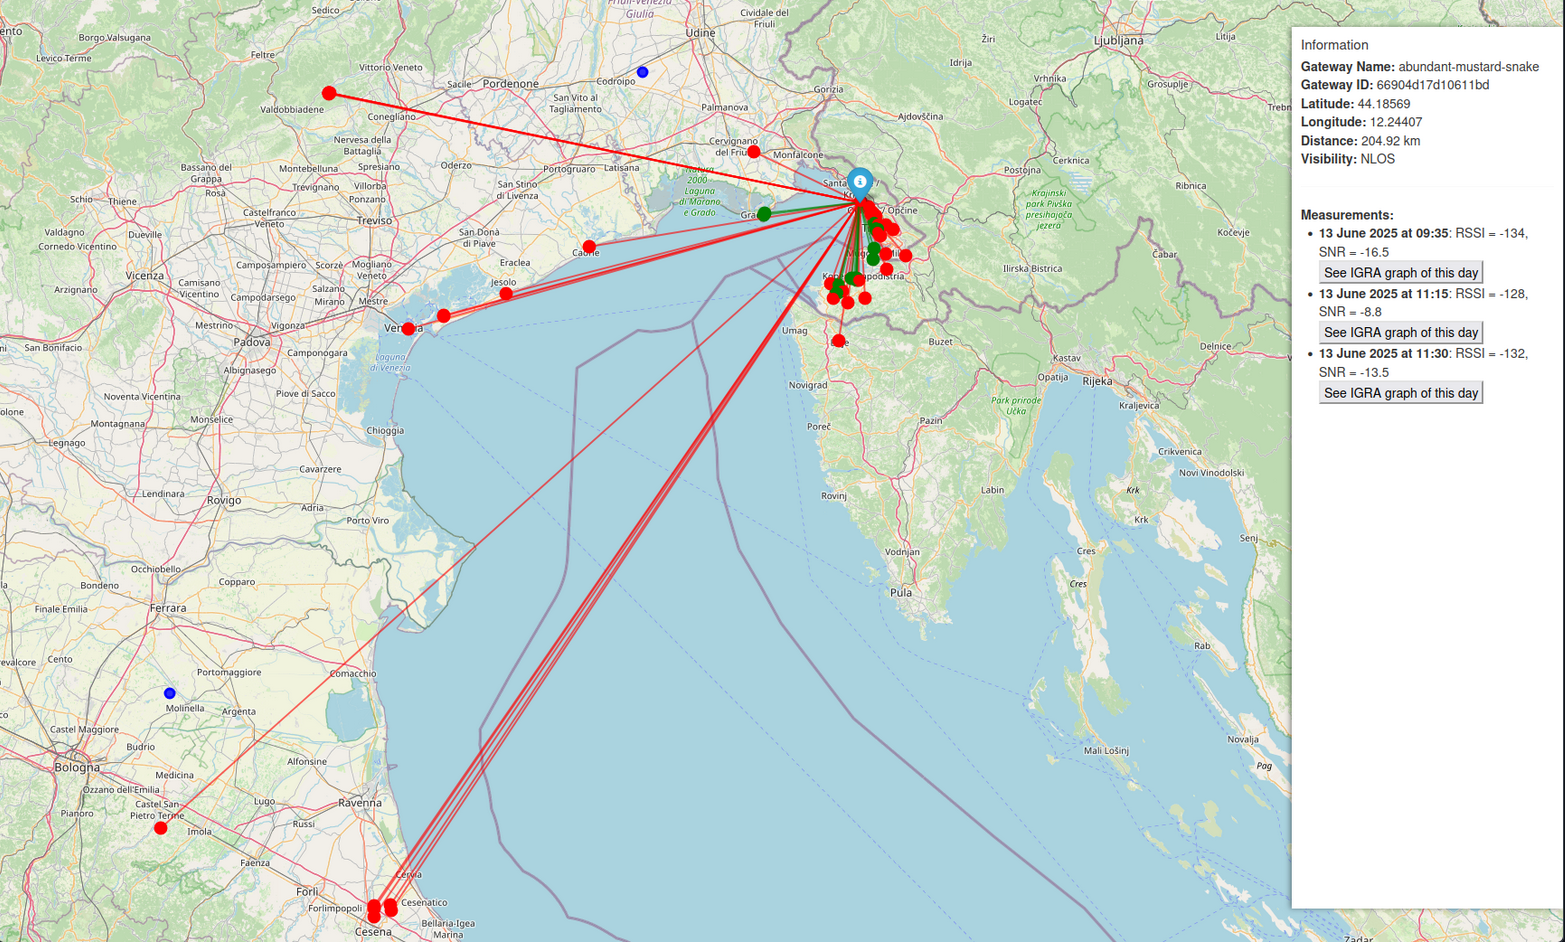 Information
Gateway Name: abundant-mustard-snake
Gateway ID: 66904d17d10611bd
Latitude: 44.18569
Longitude: 12.24407
Distance: 204.92 km
Visibility: NLOS
Measurements:
• 13 June 2025 at 09:35: RSSI = -134,
SNR = -16.5
See IGRA graph of this day
• 13 June 2025 at 11:15: RSSI = -128,
SNR = -8.8
See IGRA graph of this day
• 13 June 2025 at 11:30: RSSI = -132,
SNR = -13.5
See IGRA graph of this day
Friuli-Venezia
Giulia
Sedico
Cividale del
Friuli
Borgo Valsugana
Udine
Ljubljana
Litija
Žiri
Levico Terme
Feltre
Vittorio Veneto
Idrija
Vrhnika
Grosuplje
Sacile
Pordenone
Codroipo
Gorizia
Logatec
San Vito al
Tagliamento
Palmanova
Valdobbiadene
Conegliano
Ajdovščina
Nervesa della
Battaglia
Cervignano
del Friuli
Monfalcone
Cerknica
Bassano del
Grappa
Montebelluna
Spresiano
Oderzo
Portogruaro
Postojna
Schio
Thiene
Rosà
Trevignano
Villorba
Ponzano
San Stino
di Livenza
Natura
2000
Laguna
di Marano
e Grado
Krajinski
park Pivška
presihajoča
jezera
Ribnica
Valdagno
Cornedo Vicentino
Castelfranco
Veneto
Treviso
Opčine
Dueville
San Donà
di Piave
Kočevje
Vicenza
Camposampiero
Scorzè
Mogliano
Veneto
Eraclea
Caorle
Ilirska Bistrica
Čabar
Arzignano
Camisano
Vicentino
Campodarsego
Salzano
Mirano
Mestre
Jesolo
Mestrino
Vigonza
Umag
Buzet
San Bonifacio
Padova
Camponogara
Laguna
di Venezia
Delnice
Kastav
Albignasego
Opatija
Rijeka
Noventa Vicentina
Piove di Sacco
Novigrad
Park prirode
Učka
Kraljevica
Montagnana
Monselice
Chioggia
Poreč
Pazin
Legnago
Crikvenica
Cavarzere
Novi Vinodolski
Lendinara
Rovigo
Adria
Rovinj
Labin
Krk
Krk
Porto Viro
Senj
Vodnjan
Cres
Occhiobello
Bondeno
Copparo
Cres
Pula
Finale Emilia
Ferrara
Rab
Cento
Portomaggiore
Comacchio
Molinella
Argenta
Castel Maggiore
Budrio
Novalja
Mali Lošinj
Bologna
Medicina
Alfonsine
Pag
Ozzano dell'Emilia
Castel San
Pietro Terme
Lugo
Ravenna
Pianoro
Imola
Russi
Faenza
Cervia
Forlì
Forlimpopoli
Cesenatico
Bellaria-Igea
Marina
Cesena
Zadar